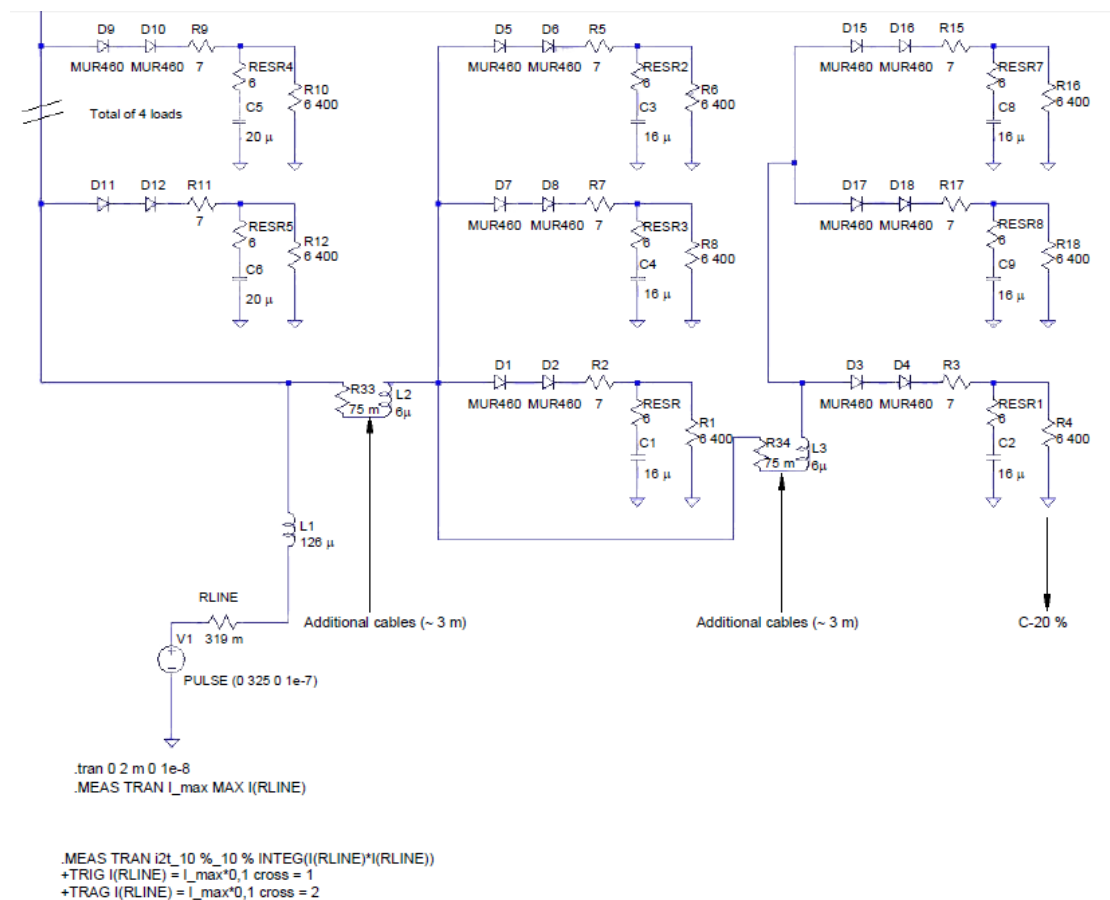 D9 D10 R9
MUR460 MUR460 7
RESR4
6
R10
6 400
C5
20 µ
Total of 4 loads
D11 D12 R11
MUR460 MUR460 7
RESR5
6
R12
6 400
C6
20 µ
D5 D6 R5
MUR460 MUR460 7
RESR2
6
R6
6 400
C3
16 µ
D7 D8 R7
MUR460 MUR460 7
RESR3
6
R8
6 400
C4
16 µ
D1 D2 R2
MUR460 MUR460 7
RESR
6
R1
6 400
C1
16 µ
D15 D16 R15
MUR460 MUR460 7
RESR7
6
R16
6 400
C8
16 µ
D17 D18 R17
MUR460 MUR460 7
RESR8
6
R18
6 400
C9
16 µ
D3 D4 R3
MUR460 MUR460 7
RESR1
6
R4
6 400
C2
16 µ
R33
75 m
L2
6µ
R34
75 m
L3
6µ
L1
126 µ
RLINE
319 m
V1
PULSE (0 325 0 1e-7)
Additional cables (~ 3 m)
Additional cables (~ 3 m)
C-20 %
.tran 0 2 m 0 1e-8
.MEAS TRAN I_max MAX I(RLINE)
.MEAS TRAN i2t_10 %_10 % INTEG(I(RLINE)*I(RLINE))
+TRIG I(RLINE) = I_max*0,1 cross = 1
+TRAG I(RLINE) = I_max*0,1 cross = 2